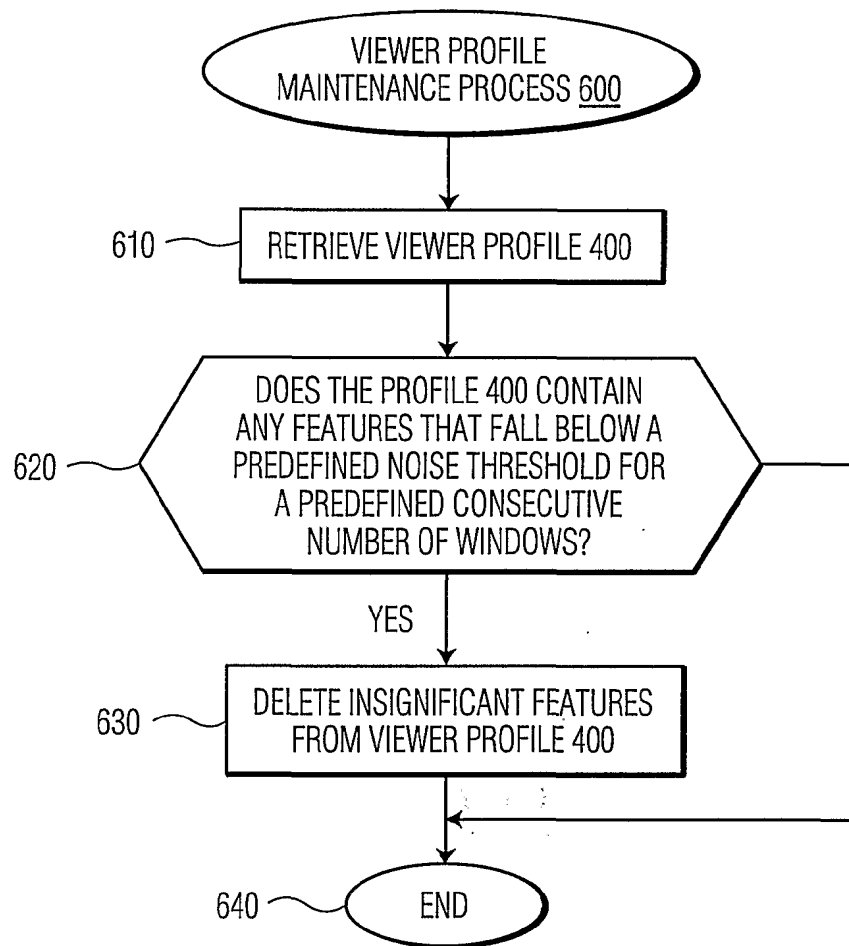 VIEWER PROFILE
MAINTENANCE PROCESS 600
610
RETRIEVE VIEWER PROFILE 400
DOES THE PROFILE 400 CONTAIN
ANY FEATURES THAT FALL BELOW A
PREDEFINED NOISE THRESHOLD FOR
A PREDEFINED CONSECUTIVE
NUMBER OF WINDOWS?
620
YES
630
DELETE INSIGNIFICANT FEATURES
FROM VIEWER PROFILE 400
640
END